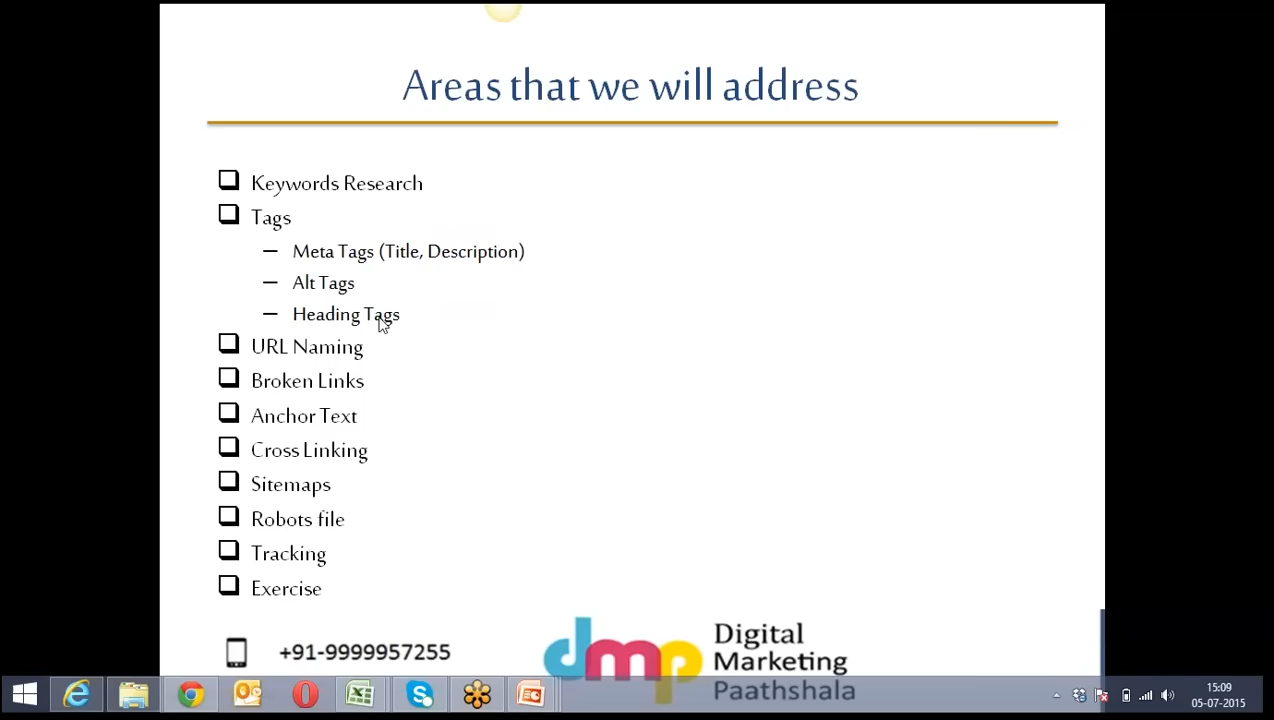 Areas that we will address
Keywords Research
Tags
– Meta Tags (Title, Description)
– Alt Tags
– Heading Tags
URL Naming
Broken Links
Anchor Text
Cross Linking
Sitemaps
Robots file
Tracking
Exercise
+91-9999957255
dmp
Digital
Marketing
Paathshala
15:09
05-07-2015